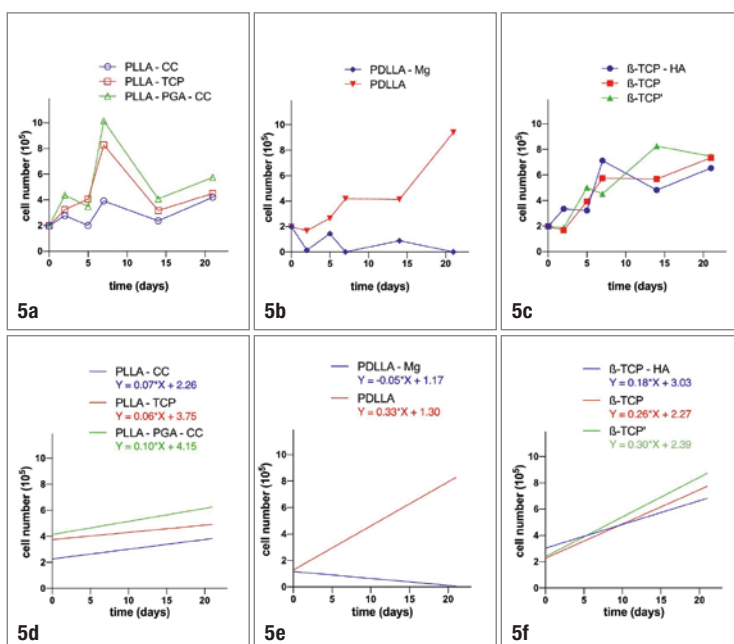 PLLA - CC
PLLA - TCP
PLLA - PGA - CC
cell number (10⁵)
10
8
6
4
2
0
0 5 10 15 20
time (days)
5a
PDLLA - Mg
PDLLA
cell number (10⁵)
10
8
6
4
2
0
0 5 10 15 20
time (days)
5b
ß-TCP - HA
ß-TCP
ß-TCP'
cell number (10⁵)
10
8
6
4
2
0
0 5 10 15 20
time (days)
5c
PLLA - CC
Y = 0.07*X + 2.26
PLLA - TCP
Y = 0.06*X + 3.75
PLLA - PGA - CC
Y = 0.10*X + 4.15
cell number (10⁵)
10
8
6
4
2
0
0 5 10 15 20
time (days)
5d
PDLLA - Mg
Y = -0.05*X + 1.17
PDLLA
Y = 0.33*X + 1.30
cell number (10⁵)
10
8
6
4
2
0
0 5 10 15 20
time (days)
5e
ß-TCP - HA
Y = 0.18*X + 3.03
ß-TCP
Y = 0.26*X + 2.27
ß-TCP'
Y = 0.30*X + 2.39
cell number (10⁵)
10
8
6
4
2
0
0 5 10 15 20
time (days)
5f